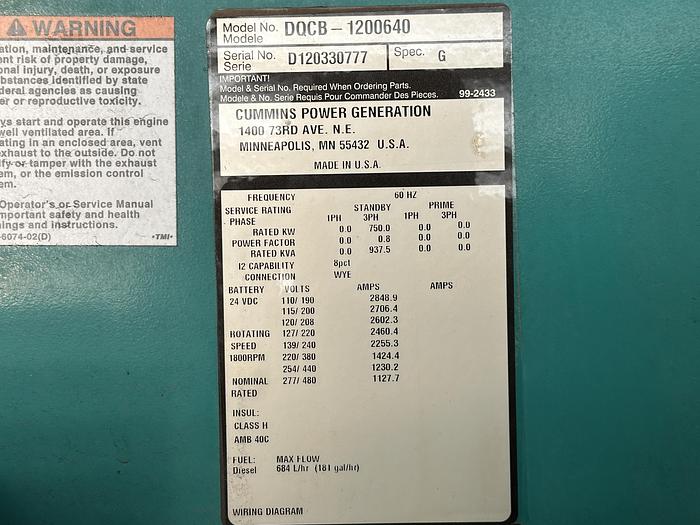 WARNING
ation, maintenance, and service
ent risk of property damage,
onal injury, death, or exposure
bstances identified by state
deral agencies as causing
er or reproductive toxicity.
ys start and operate this engine
well ventilated area. If
ating in an enclosed area, vent
exhaust to the outside. Do not
ify or tamper with the exhaust
em, or the emission control
em.
Operator's or Service Manual
mportant safety and health
nings and instructions.
-6074-02(D) •TMI•
Model No. DQCB-1200640
Modele
Serial No. D120330777 Spec. G
Serie
IMPORTANT!
Model & Serial No. Required When Ordering Parts.
Modele & No. Serie Requis Pour Commander Des Pieces. 99-2433
CUMMINS POWER GENERATION
1400 73RD AVE. N.E.
MINNEAPOLIS, MN 55432 U.S.A.
MADE IN U.S.A.
FREQUENCY 60 HZ
SERVICE RATING STANDBY PRIME
PHASE 1PH 3PH 1PH 3PH
RATED KW 0.0 750.0 0.0 0.0
POWER FACTOR 0.0 0.8 0.0 0.0
RATED KVA 0.0 937.5 0.0 0.0
I2 CAPABILITY 8pct
CONNECTION WYE
BATTERY VOLTS AMPS AMPS
24 VDC 110/ 190 2848.9
115/ 200 2706.4
120/ 208 2602.3
ROTATING 127/ 220 2460.4
SPEED 139/ 240 2255.3
1800RPM 220/ 380 1424.4
254/ 440 1230.2
NOMINAL 277/ 480 1127.7
RATED
INSUL:
CLASS H
AMB 40C
FUEL: MAX FLOW
Diesel 684 L/hr (181 gal/hr)
WIRING DIAGRAM